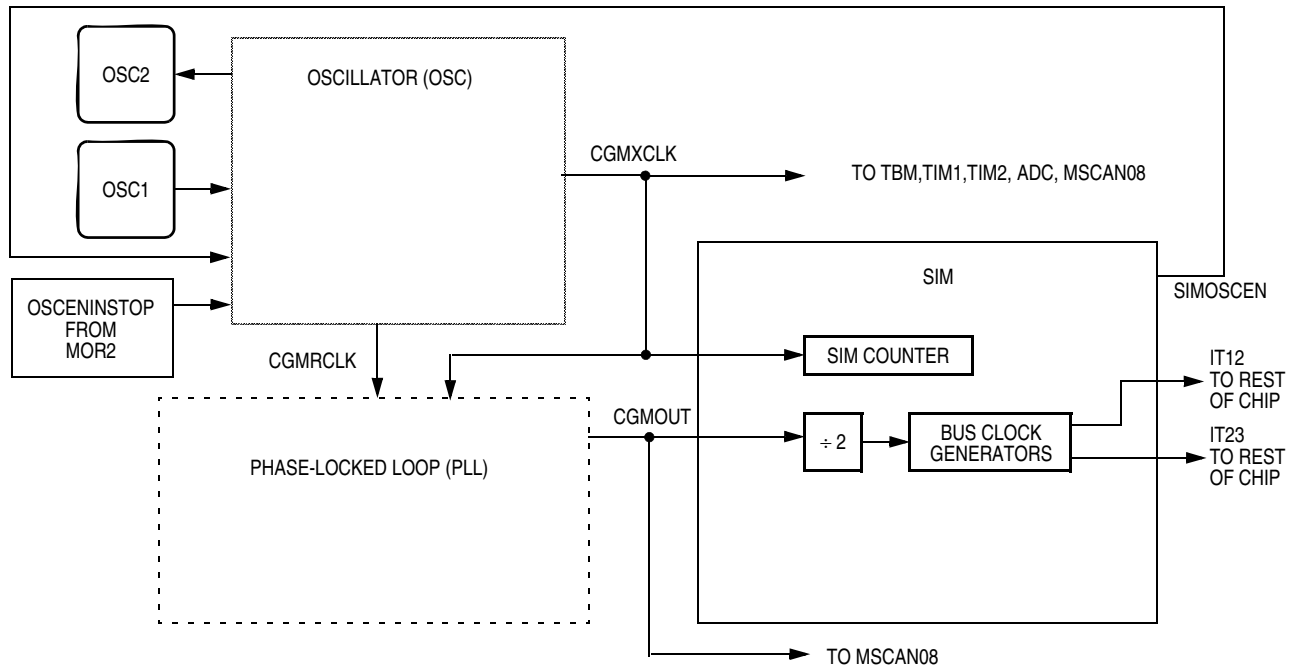 OSC2
OSCILLATOR (OSC)
CGMXCLK
TO TBM,TIM1,TIM2, ADC, MSCAN08
OSC1
SIM
SIMOSCEN
OSCENINSTOP
FROM
MOR2
CGMRCLK
SIM COUNTER
IT12
TO REST
OF CHIP
CGMOUT
÷ 2
BUS CLOCK
GENERATORS
IT23
TO REST
OF CHIP
PHASE-LOCKED LOOP (PLL)
TO MSCAN08